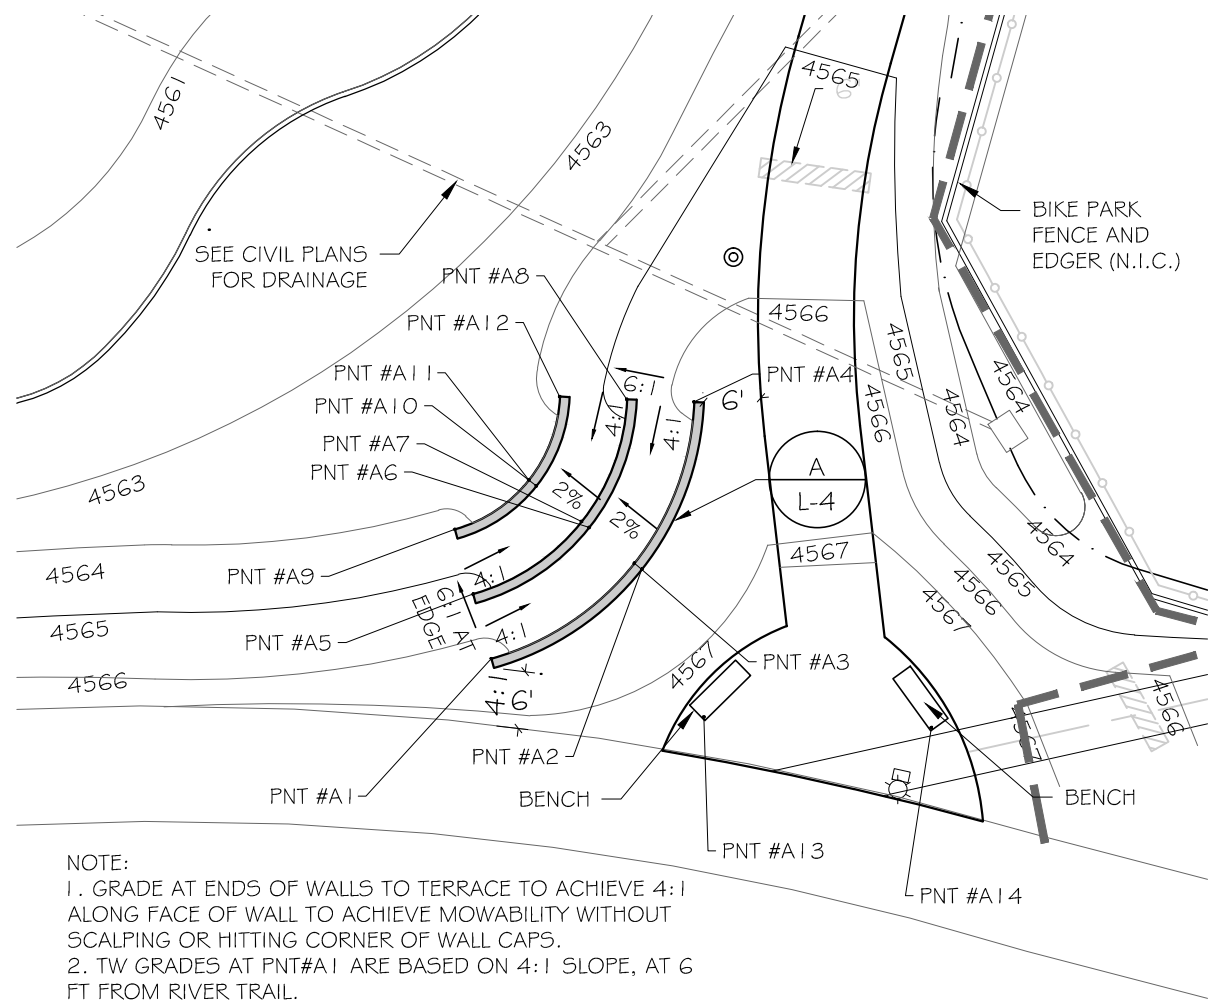 4565
6'
4561
4563
BIKE PARK
FENCE AND
EDGER (N.I.C.)
SEE CIVIL PLANS
FOR DRAINAGE
PNT #A8
PNT #A12
4566
4565
4564
PNT #A11
6:1
PNT #A4
PNT #A10
4:1
6'
4566
4564
4:1
PNT #A7
PNT #A6
A
L-4
4563
2%
2%
4564
4567
4565
4566
4567
4564
PNT #A9
4:1
6:1 AT
EDGE
4565
PNT #A5
4:1
4567
PNT #A3
4566
4:1
6'
4566
4567
PNT #A2
PNT #A1
BENCH
BENCH
PNT #A13
PNT #A14
NOTE:
1. GRADE AT ENDS OF WALLS TO TERRACE TO ACHIEVE 4:1
ALONG FACE OF WALL TO ACHIEVE MOWABILITY WITHOUT
SCALPING OR HITTING CORNER OF WALL CAPS.
2. TW GRADES AT PNT#A1 ARE BASED ON 4:1 SLOPE, AT 6
FT FROM RIVER TRAIL.